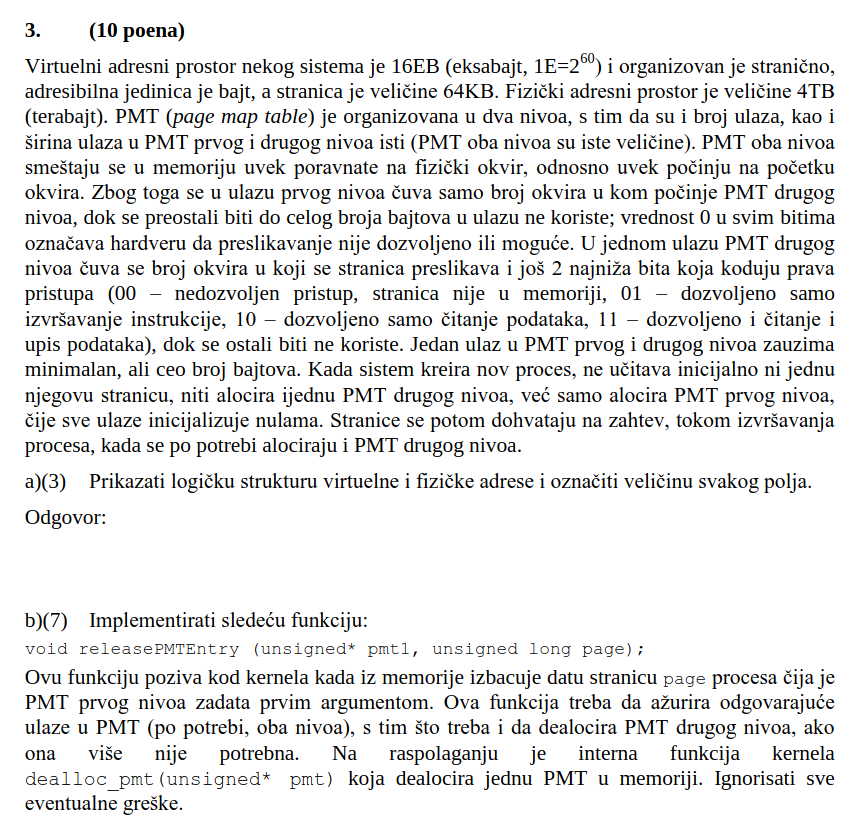 3. (10 poena)
Virtuelni adresni prostor nekog sistema je 16EB (eksabajt, 1E=2^60) i organizovan je stranično,
adresibilna jedinica je bajt, a stranica je veličine 64KB. Fizički adresni prostor je veličine 4TB
(terabajt). PMT (page map table) je organizovana u dva nivoa, s tim da su i broj ulaza, kao i
širina ulaza u PMT prvog i drugog nivoa isti (PMT oba nivoa su iste veličine). PMT oba nivoa
smeštaju se u memoriju uvek poravnate na fizički okvir, odnosno uvek počinju na početku
okvira. Zbog toga se u ulazu prvog nivoa čuva samo broj okvira u kom počinje PMT drugog
nivoa, dok se preostali biti do celog broja bajtova u ulazu ne koriste; vrednost 0 u svim bitima
označava hardveru da preslikavanje nije dozvoljeno ili moguće. U jednom ulazu PMT drugog
nivoa čuva se broj okvira u koji se stranica preslikava i još 2 najniža bita koja koduju prava
pristupa (00 – nedozvoljen pristup, stranica nije u memoriji, 01 – dozvoljeno samo
izvršavanje instrukcije, 10 – dozvoljeno samo čitanje podataka, 11 – dozvoljeno i čitanje i
upis podataka), dok se ostali biti ne koriste. Jedan ulaz u PMT prvog i drugog nivoa zauzima
minimalan, ali ceo broj bajtova. Kada sistem kreira nov proces, ne učitava inicijalno ni jednu
njegovu stranicu, niti alocira ijednu PMT drugog nivoa, već samo alocira PMT prvog nivoa,
čije sve ulaze inicijalizuje nulama. Stranice se potom dohvataju na zahtev, tokom izvršavanja
procesa, kada se po potrebi alociraju i PMT drugog nivoa.
a)(3) Prikazati logičku strukturu virtuelne i fizičke adrese i označiti veličinu svakog polja.
Odgovor:
b)(7) Implementirati sledeću funkciju:
void releasePMTEntry (unsigned* pmt1, unsigned long page);
Ovu funkciju poziva kod kernela kada iz memorije izbacuje datu stranicu page procesa čija je
PMT prvog nivoa zadata prvim argumentom. Ova funkcija treba da ažurira odgovarajuće
ulaze u PMT (po potrebi, oba nivoa), s tim što treba i da dealocira PMT drugog nivoa, ako
ona više nije potrebna. Na raspolaganju je interna funkcija kernela
dealloc_pmt(unsigned* pmt) koja dealocira jednu PMT u memoriji. Ignorisati sve
eventualne greške.